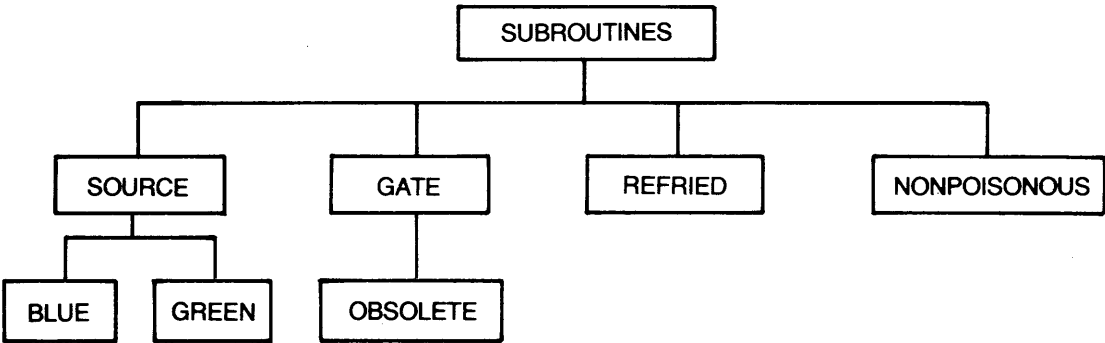 SUBROUTINES
SOURCE
GATE
REFRIED
NONPOISONOUS
BLUE
GREEN
OBSOLETE